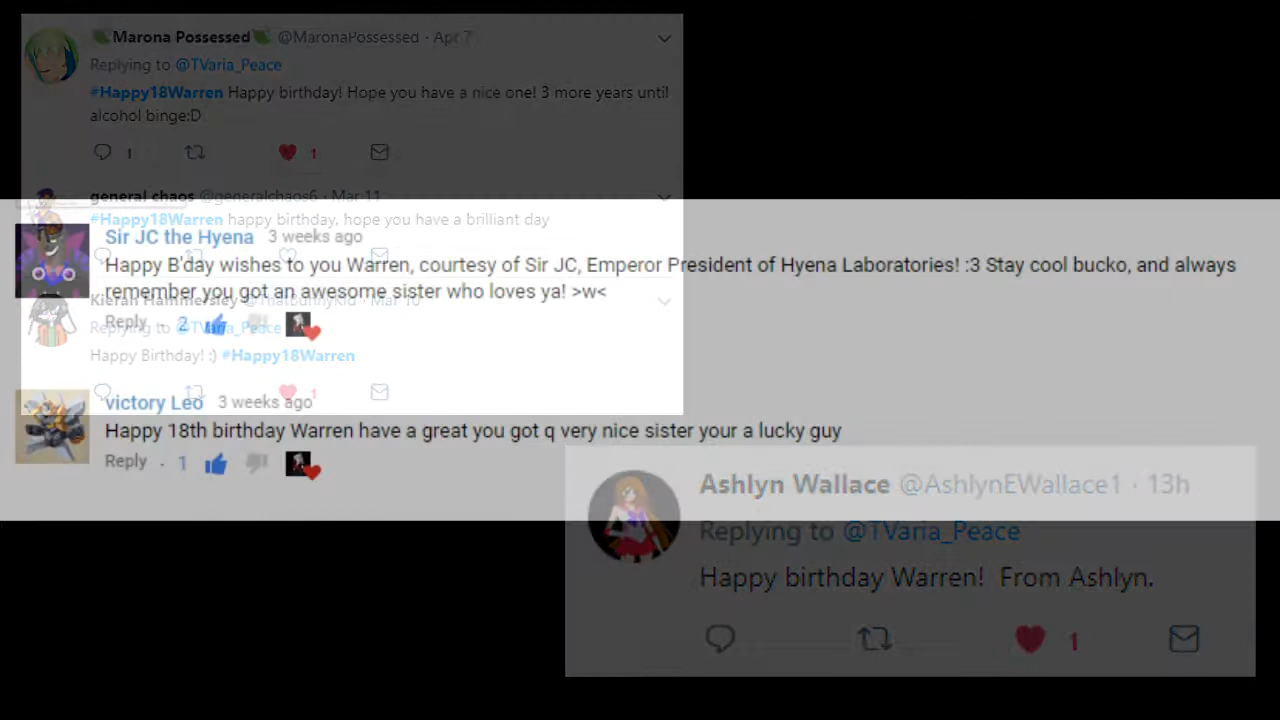 Marona Possessed @MaronaPossessed · Apr 7
Replying to @TVaria_Peace
#Happy18Warren Happy birthday! Hope you have a nice one! 3 more years until
alcohol binge:D
1 1
general chaos @generalchaos6 · Mar 11
#Happy18Warren happy birthday, hope you have a brilliant day
Sir JC the Hyena 3 weeks ago
Happy B'day wishes to you Warren, courtesy of Sir JC, Emperor President of Hyena Laboratories! :3 Stay cool bucko, and always
remember you got an awesome sister who loves ya! >w<
Kieran Hammersley @ThatBunnyKid · Mar 10
Reply · 2
Replying to @TVaria_Peace
Happy Birthday! :) #Happy18Warren
1
victory Leo 3 weeks ago
Happy 18th birthday Warren have a great you got q very nice sister your a lucky guy
Reply · 1
Ashlyn Wallace @AshlynEWallace1 · 13h
Replying to @TVaria_Peace
Happy birthday Warren! From Ashlyn.
1